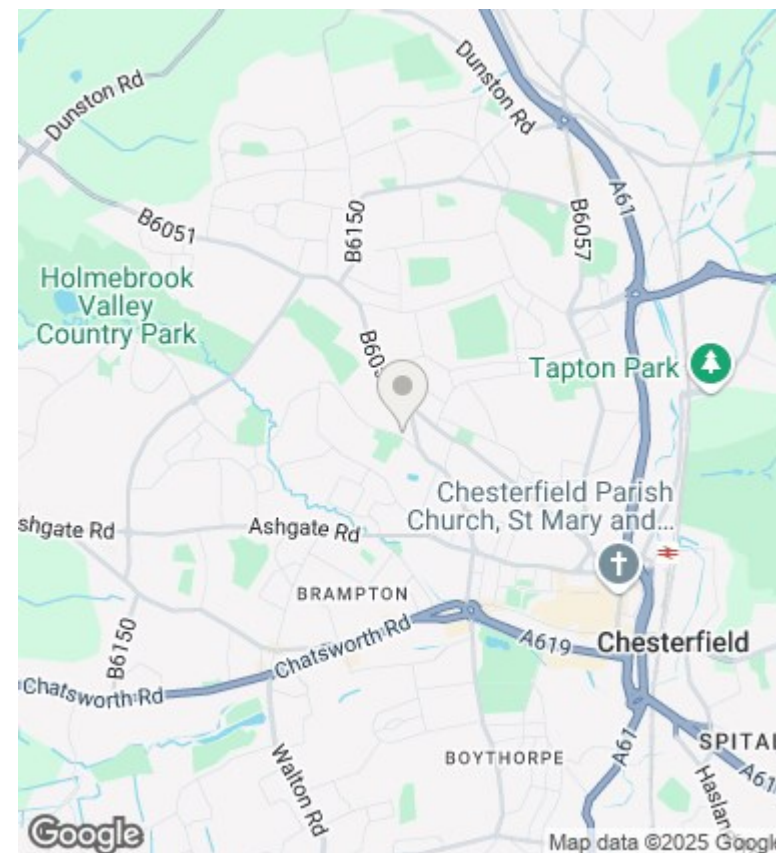 Dunston Rd
Dunston Rd
A61
B6051
B6150
B6057
Holmebrook
Valley
Country Park
Tapton Park
Chesterfield Parish
Church, St Mary and...
shgate Rd
Ashgate Rd
BRAMPTON
Chatsworth Rd
A619
Chesterfield
B6150
Chatsworth Rd
Walton Rd
BOYTHORPE
A61
SPITAL
Hasland
Google
Map data ©2025 Google